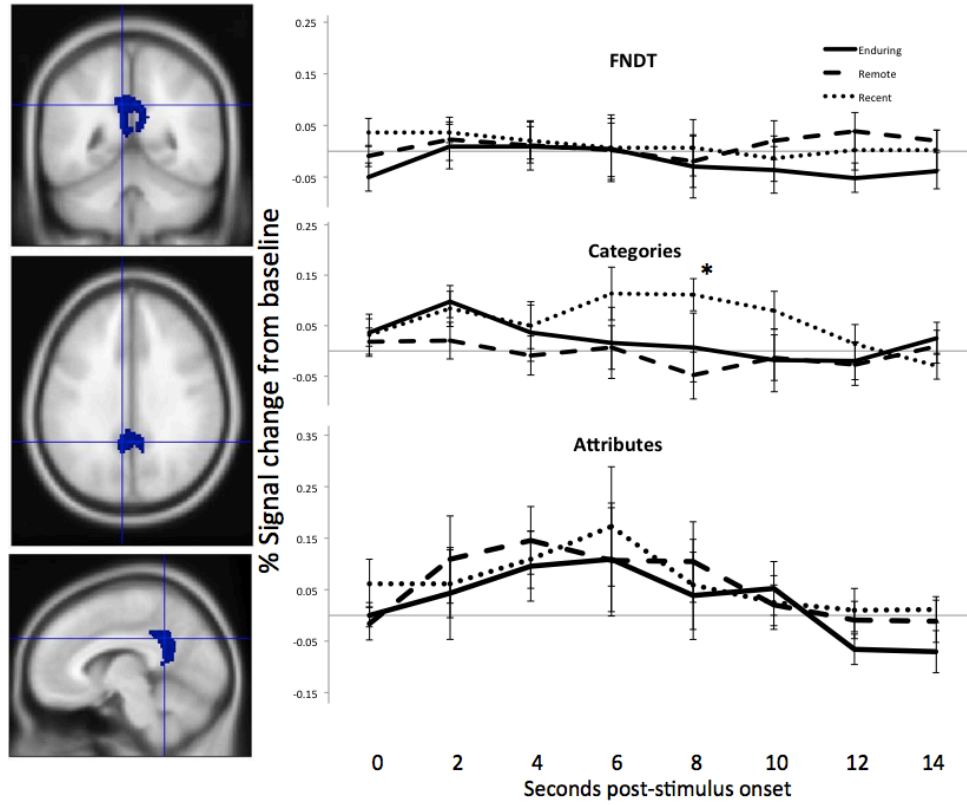 % Signal change from baseline
FNDT
Enduring
Remote
Recent
0.25
0.15
0.05
-0.05
Categories
*
0.25
0.15
0.05
-0.05
Attributes
0.35
0.25
0.15
0.05
-0.05
-0.15
0 2 4 6 8 10 12 14
Seconds post-stimulus onset